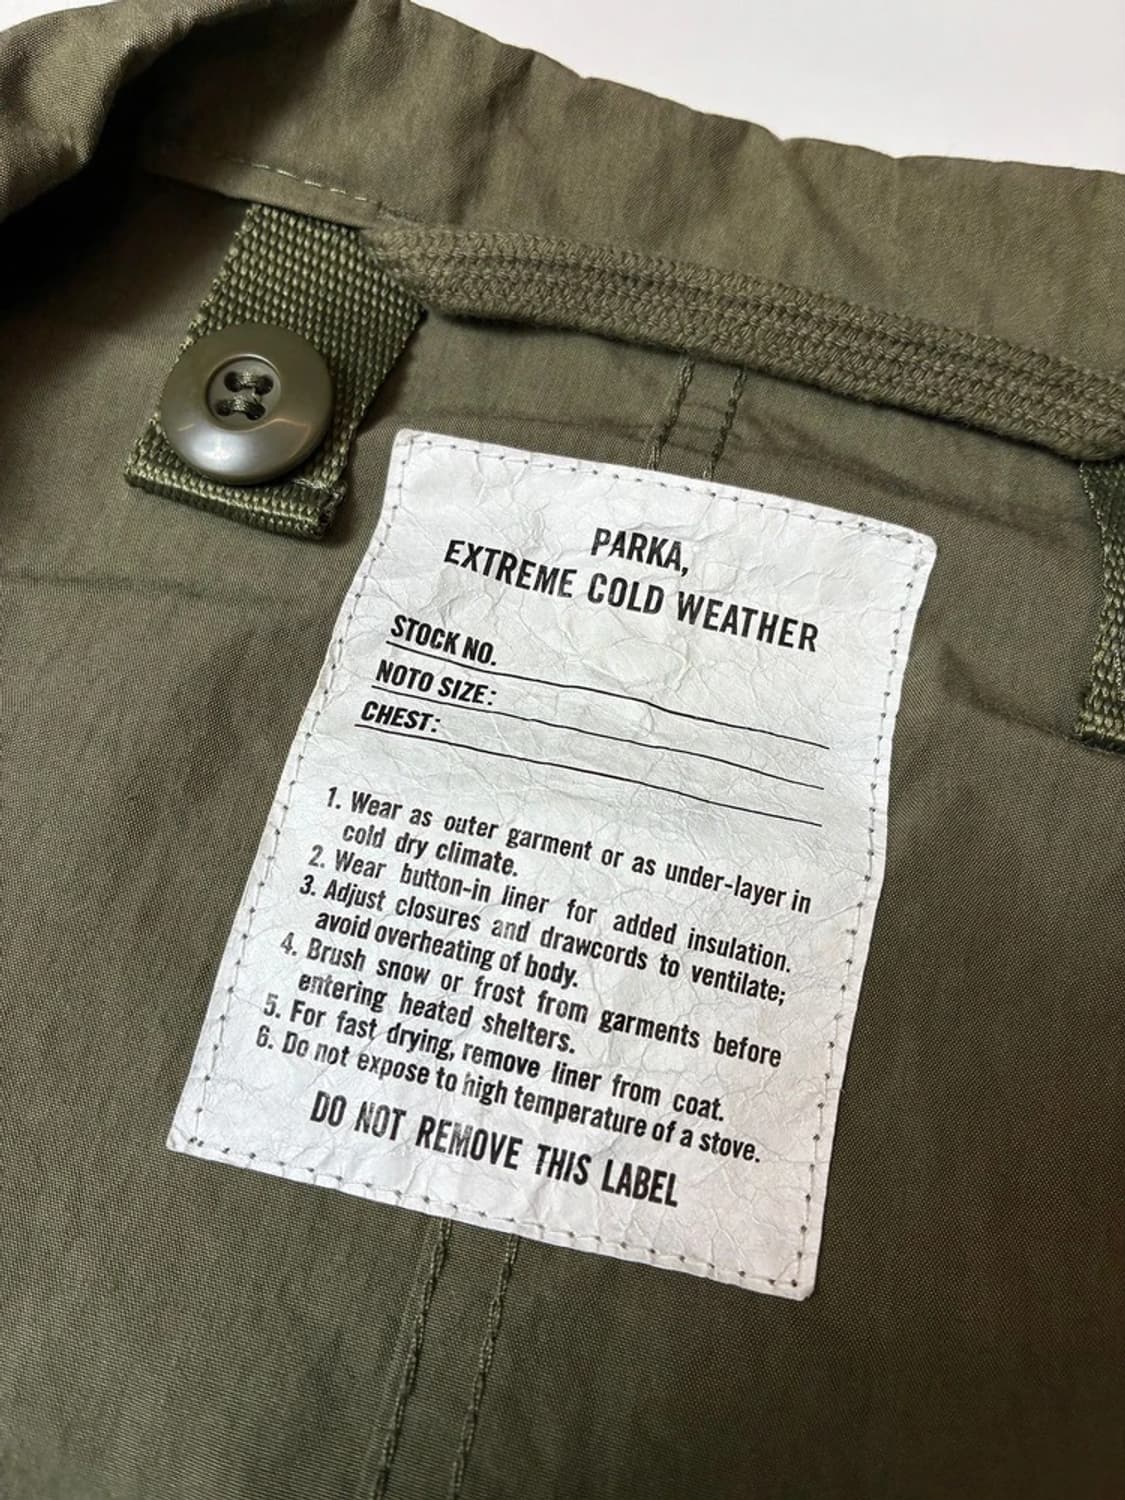 PARKA,
EXTREME COLD WEATHER
STOCK NO.
NOTO SIZE:
CHEST:
1. Wear as outer garment or as under-layer in
cold dry climate.
2. Wear button-in liner for added insulation.
3. Adjust closures and drawcords to ventilate;
avoid overheating of body.
4. Brush snow or frost from garments before
entering heated shelters.
5. For fast drying, remove liner from coat.
6. Do not expose to high temperature of a stove.
DO NOT REMOVE THIS LABEL